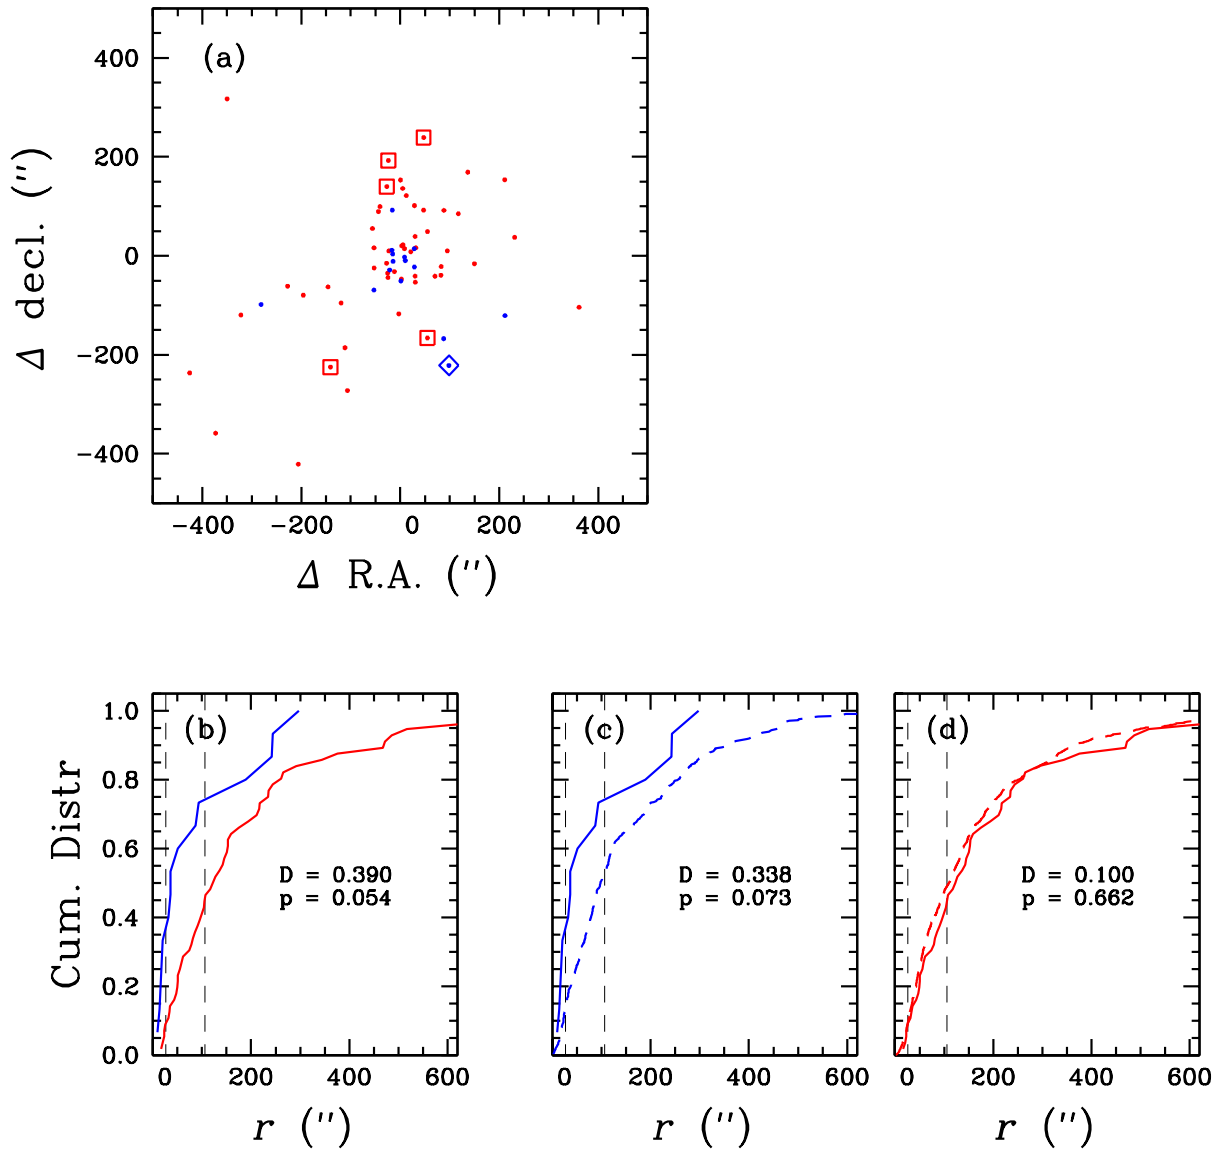 (a)
400
200
0
−200
−400
Δ decl. (″)
−400 −200 0 200 400
Δ R.A. (″)
(b) (c) (d)
1.0
0.8
0.6
0.4
0.2
0.0
Cum. Distr
D = 0.390
p = 0.054
D = 0.338
p = 0.073
D = 0.100
p = 0.662
0 200 400 600 0 200 400 600 0 200 400 600
r (″) r (″) r (″)